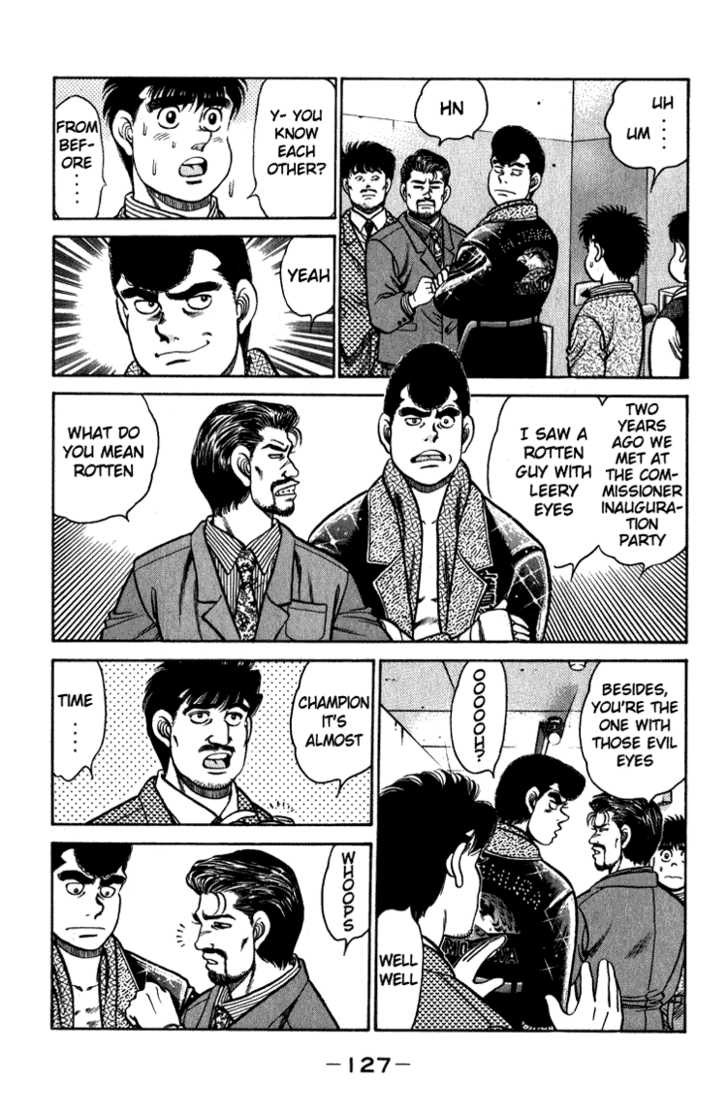 UH
UM
...
HN
Y- YOU
KNOW
EACH
OTHER?
FROM
BEF-
ORE
....
YEAH
TWO
YEARS
AGO WE
MET AT
THE COM-
MISSIONER
INAUGURA-
TION
PARTY
I SAW A
ROTTEN
GUY WITH
LEERY
EYES
WHAT DO
YOU MEAN
ROTTEN
BESIDES,
YOU'RE THE
ONE WITH
THOSE EVIL
EYES
OOOOOOH?
WELL
WELL
CHAMPION
IT'S
ALMOST
TIME
...
WHOOPS
—127—